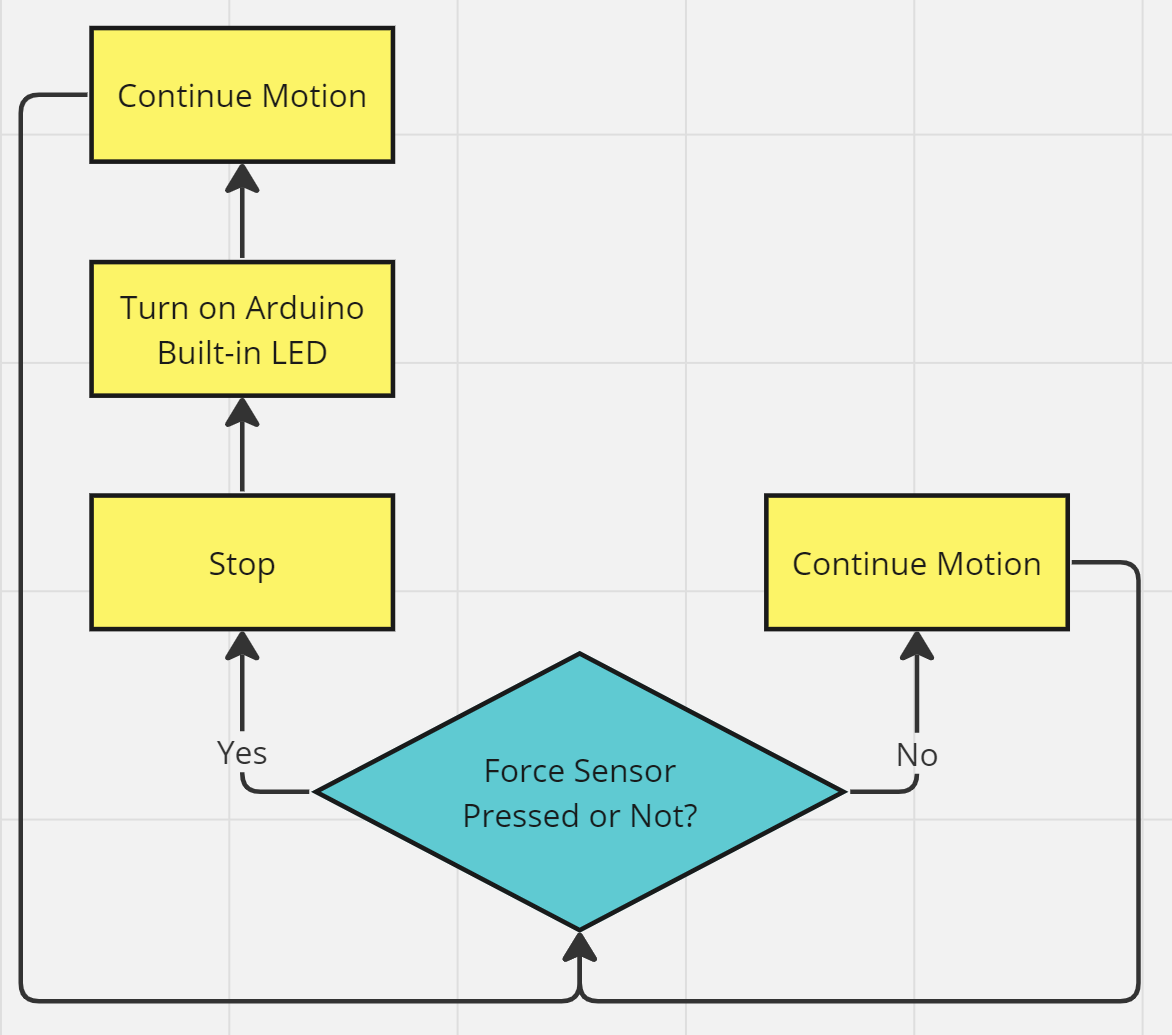 Continue Motion
Turn on Arduino
Built-in LED
Stop
Continue Motion
Yes
No
Force Sensor
Pressed or Not?